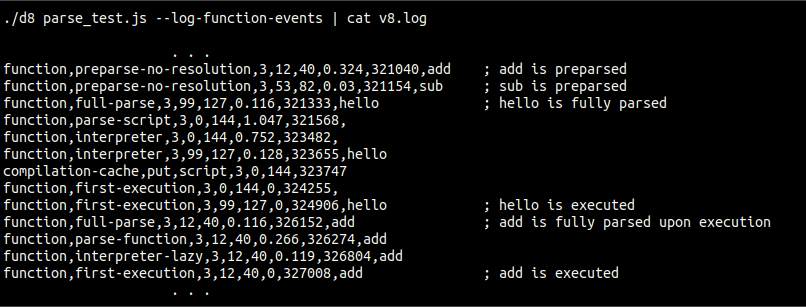 ./d8 parse_test.js --log-function-events | cat v8.log
. . .
function,preparse-no-resolution,3,12,40,0.324,321040,add ; add is preparsed
function,preparse-no-resolution,3,53,82,0.03,321154,sub ; sub is preparsed
function,full-parse,3,99,127,0.116,321333,hello ; hello is fully parsed
function,parse-script,3,0,144,1.047,321568,
function,interpreter,3,0,144,0.752,323482,
function,interpreter,3,99,127,0.128,323655,hello
compilation-cache,put,script,3,0,144,323747
function,first-execution,3,0,144,0,324255,
function,first-execution,3,99,127,0,324906,hello ; hello is executed
function,full-parse,3,12,40,0.116,326152,add ; add is fully parsed upon execution
function,parse-function,3,12,40,0.266,326274,add
function,interpreter-lazy,3,12,40,0.119,326804,add
function,first-execution,3,12,40,0,327008,add ; add is executed
. . .